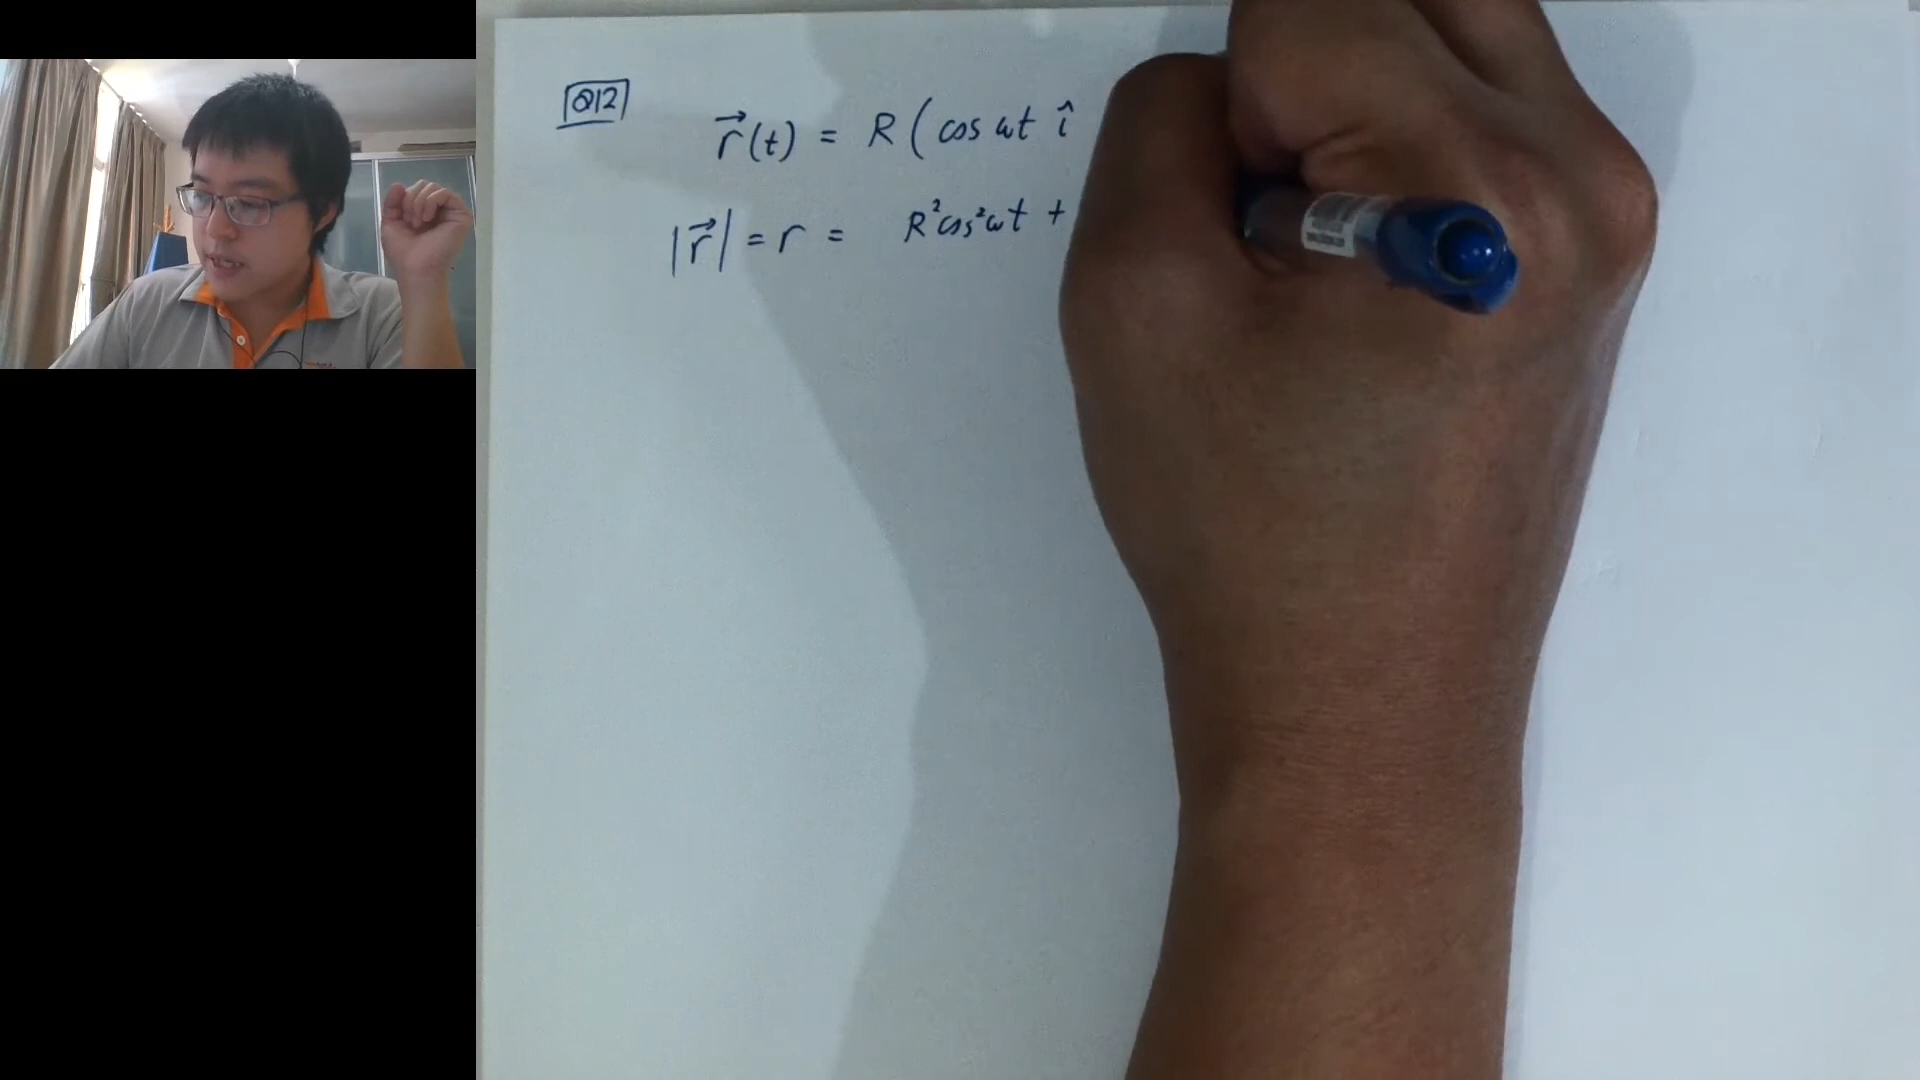 Q12
r⃗(t) = R ( cos ωt î
|r⃗| = r = R²cos²ωt +